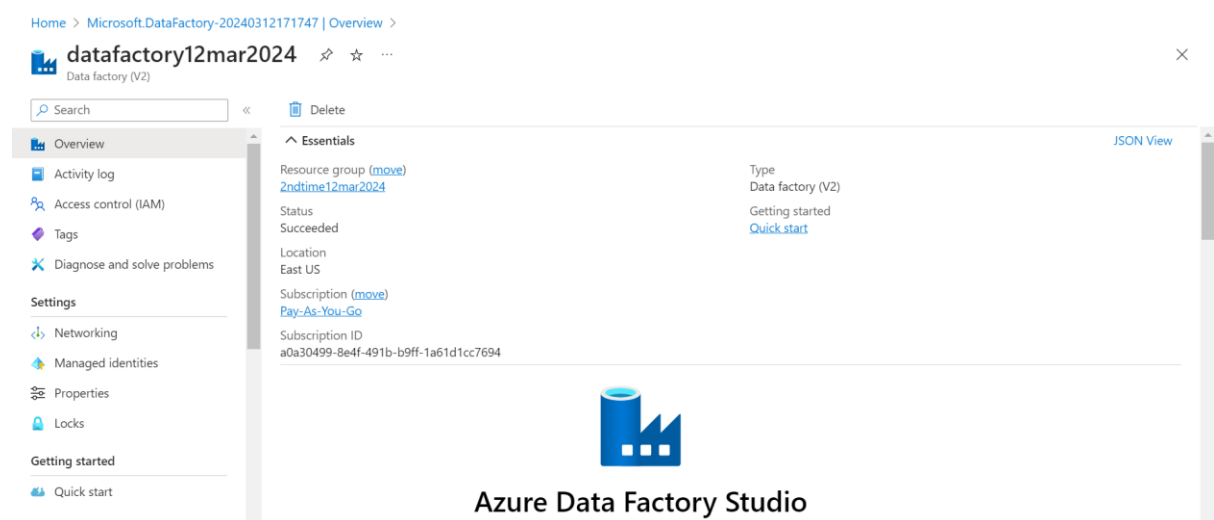 Home > Microsoft.DataFactory-20240312171747 | Overview >
datafactory12mar2024
Data factory (V2)
Search
Overview
Activity log
Access control (IAM)
Tags
Diagnose and solve problems
Settings
Networking
Managed identities
Properties
Locks
Getting started
Quick start
Delete
Essentials
JSON View
Resource group (move)
2ndtime12mar2024
Status
Succeeded
Location
East US
Subscription (move)
Pay-As-You-Go
Subscription ID
a0a30499-8e4f-491b-b9ff-1a61d1cc7694
Type
Data factory (V2)
Getting started
Quick start
Azure Data Factory Studio